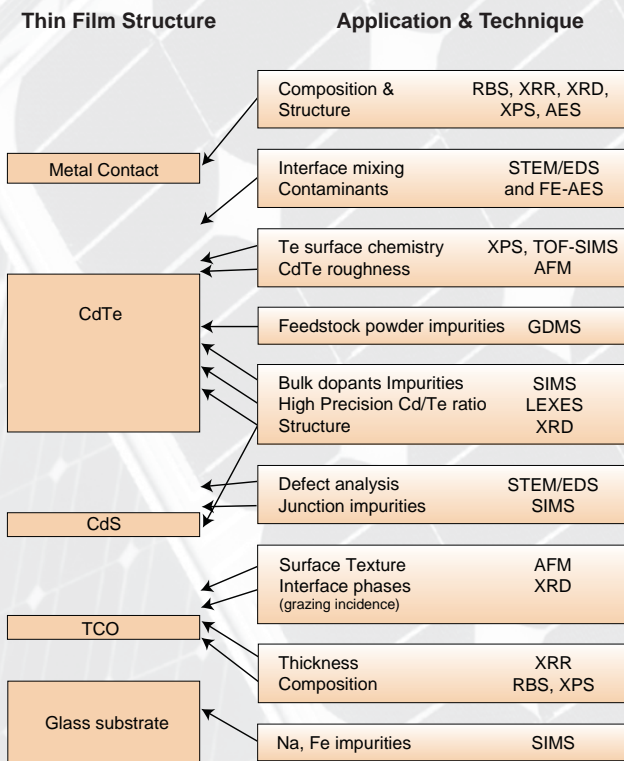 Thin Film Structure
Application & Technique
Composition & RBS, XRR, XRD,
Structure XPS, AES
Metal Contact
Interface mixing STEM/EDS
Contaminants and FE-AES
Te surface chemistry XPS, TOF-SIMS
CdTe roughness AFM
CdTe
Feedstock powder impurities GDMS
Bulk dopants Impurities SIMS
High Precision Cd/Te ratio LEXES
Structure XRD
Defect analysis STEM/EDS
Junction impurities SIMS
CdS
Surface Texture AFM
Interface phases XRD
(grazing incidence)
TCO
Thickness XRR
Composition RBS, XPS
Glass substrate
Na, Fe impurities SIMS